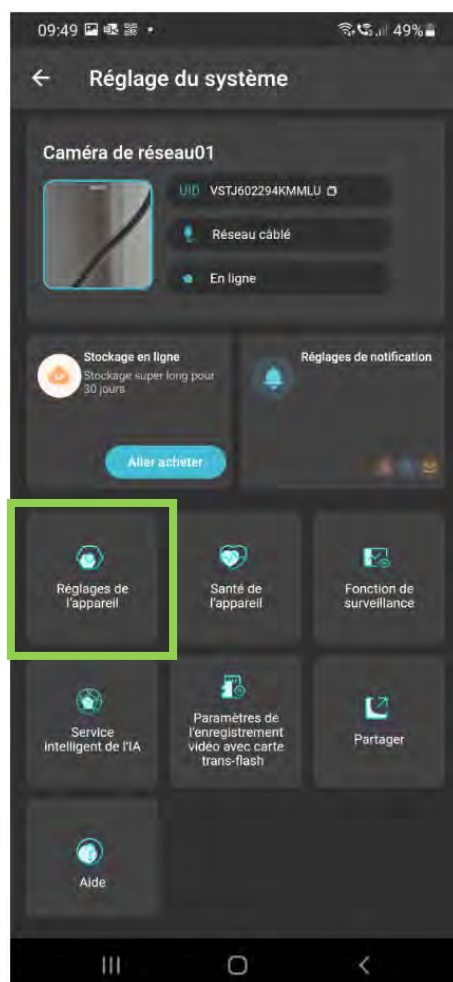 09:49
49%
Réglage du système
Caméra de réseau01
UID VSTJ602294KMMLU
Réseau câblé
En ligne
Stockage en ligne
Stockage super long pour
30 jours
Aller acheter
Réglages de notification
Réglages de
l'appareil
Santé de
l'appareil
Fonction de
surveillance
Service
intelligent de l'IA
Paramètres de
l'enregistrement
vidéo avec carte
trans-flash
Partager
Aide